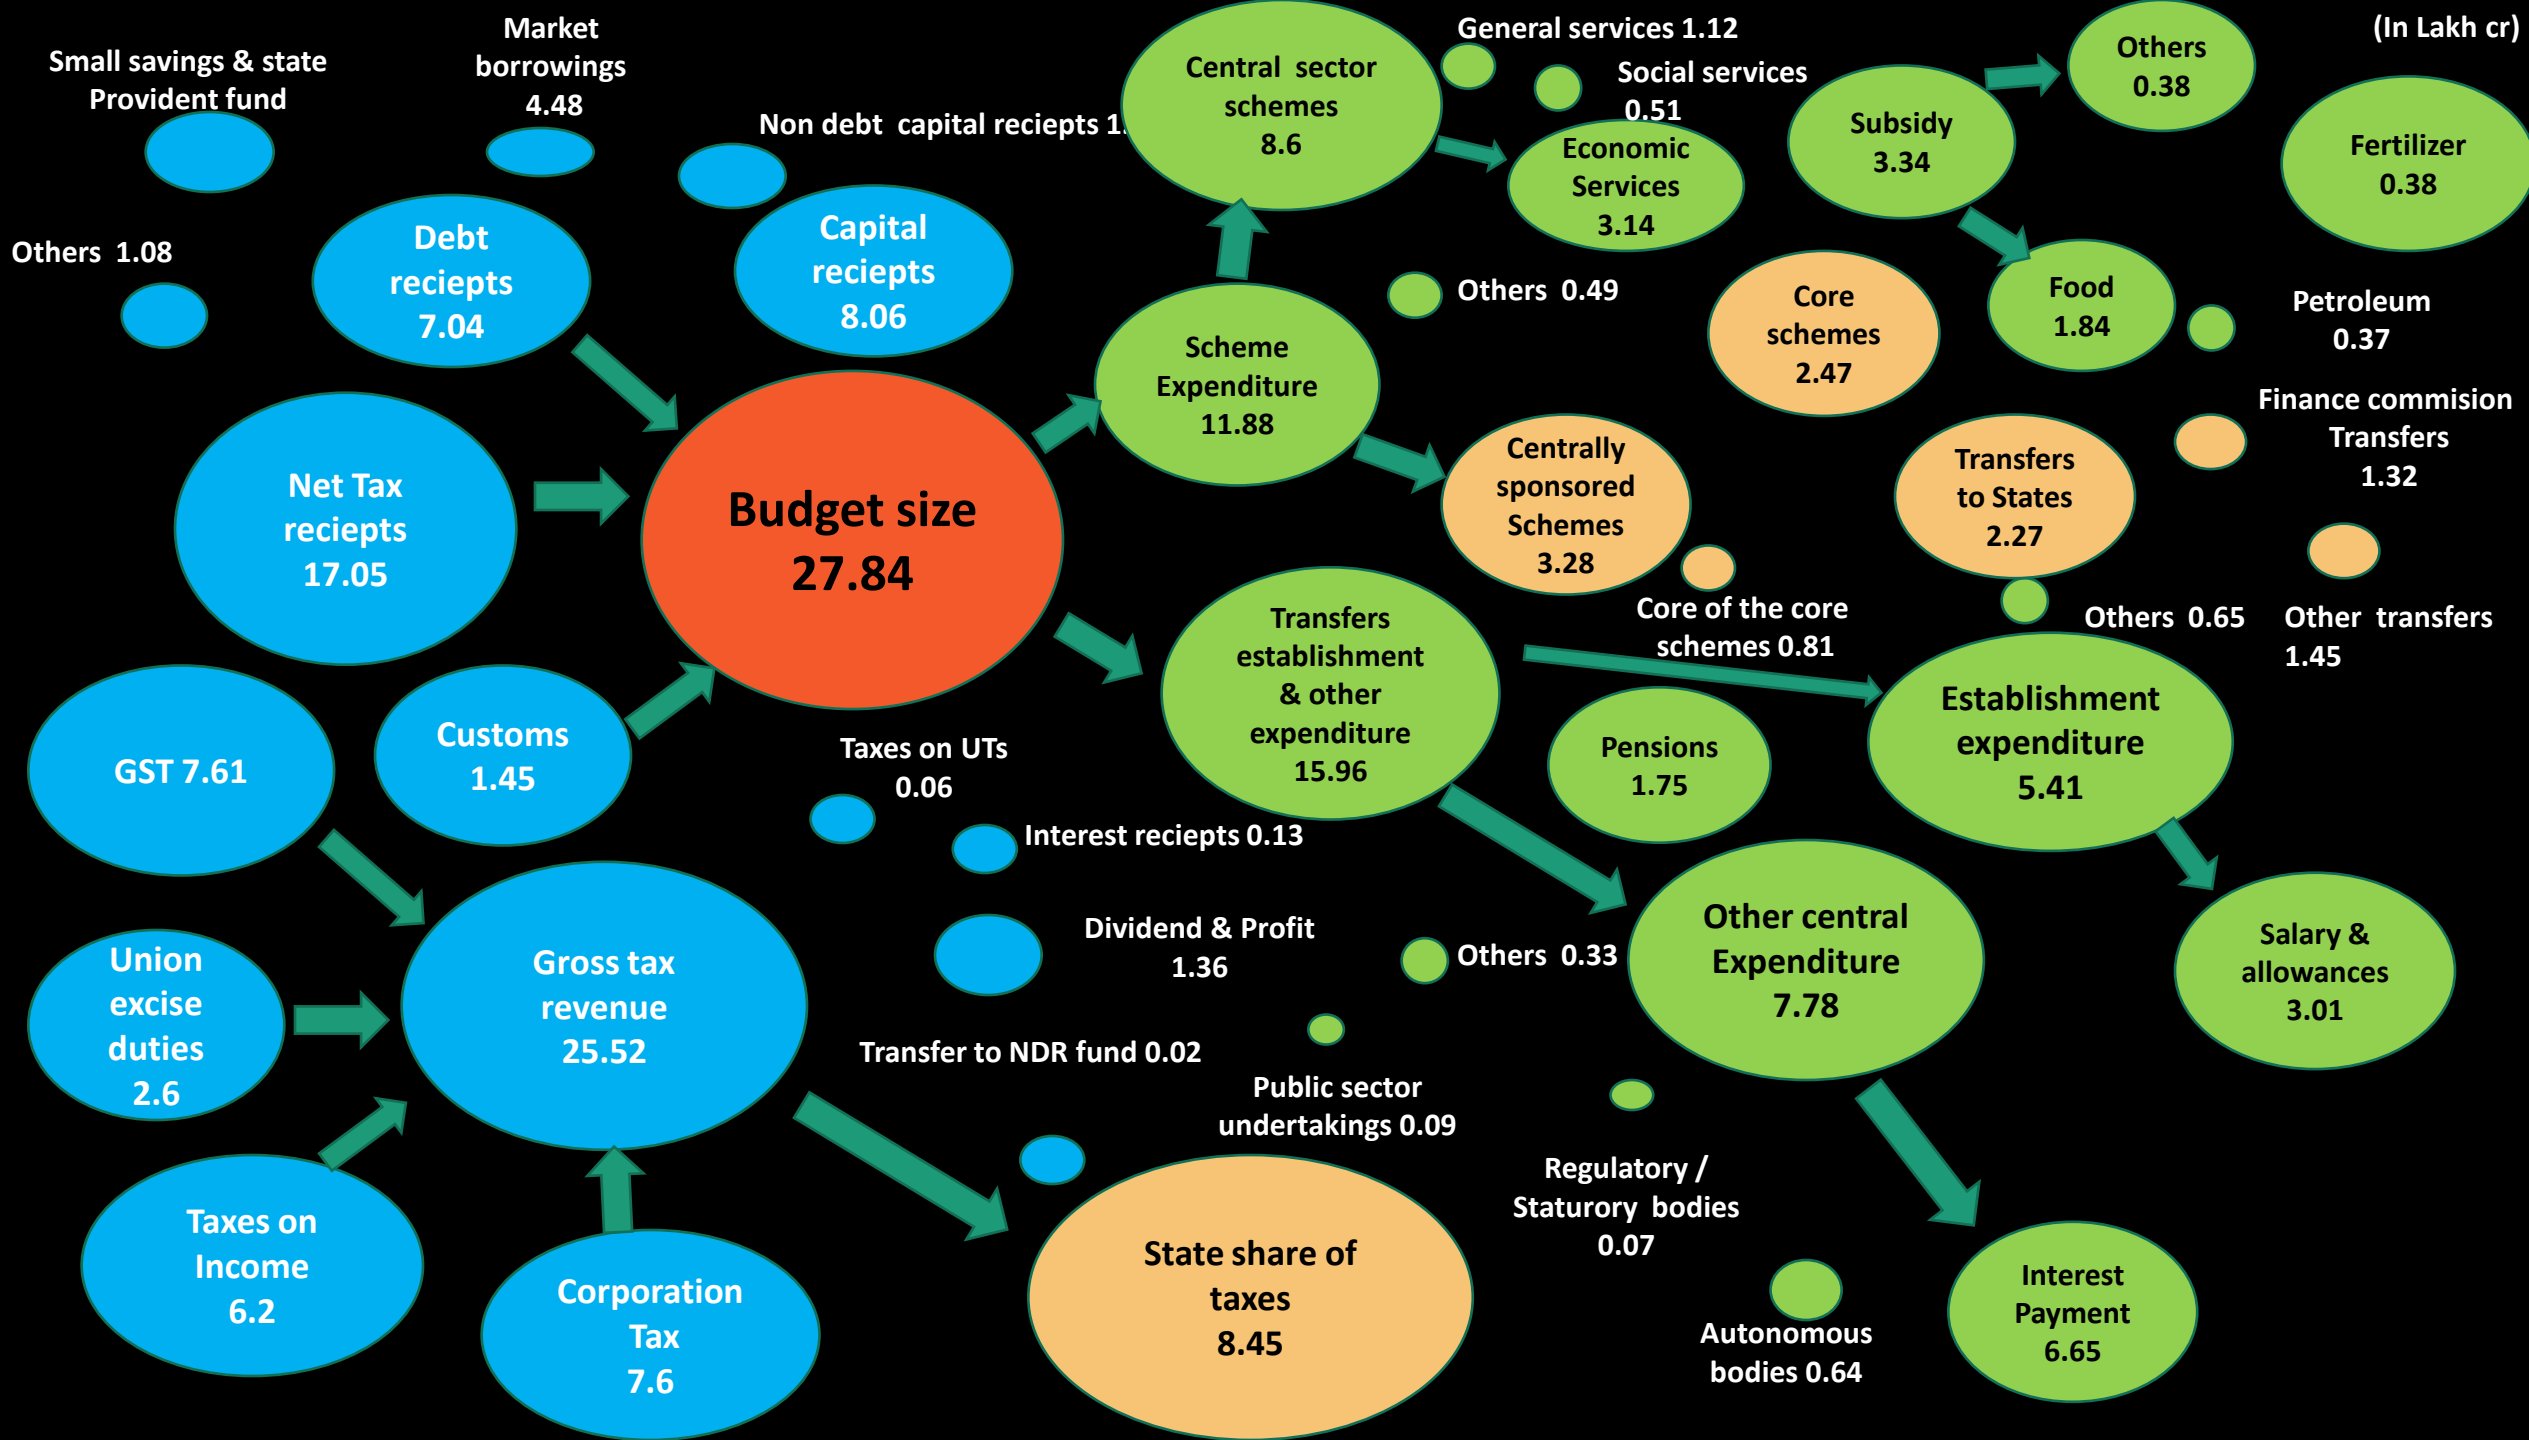 Small savings & state
Provident fund
Market
borrowings
4.48
Non debt  capital reciepts 1.
Others  1.08
Debt
reciepts
7.04
Capital
reciepts
8.06
Net Tax
reciepts
17.05
Budget size
27.84
GST 7.61
Customs
1.45
Taxes on UTs
0.06
Interest reciepts 0.13
Dividend & Profit
1.36
Union
excise
duties
2.6
Gross tax
revenue
25.52
Transfer to NDR fund 0.02
Taxes on
Income
6.2
Corporation
Tax
7.6
State share of
taxes
8.45
Central  sector
schemes
8.6
General services 1.12
Social services
0.51
Economic
Services
3.14
Others  0.49
Scheme
Expenditure
11.88
Centrally
sponsored
Schemes
3.28
Core
schemes
2.47
Core of the core
schemes 0.81
Subsidy
3.34
Others
0.38
(In Lakh cr)
Fertilizer
0.38
Food
1.84
Petroleum
0.37
Finance commision
Transfers
1.32
Transfers
to States
2.27
Others  0.65
Other  transfers
1.45
Transfers
establishment
& other
expenditure
15.96
Pensions
1.75
Establishment
expenditure
5.41
Salary &
allowances
3.01
Others  0.33
Other central
Expenditure
7.78
Public sector
undertakings 0.09
Regulatory /
Staturory  bodies
0.07
Autonomous
bodies 0.64
Interest
Payment
6.65